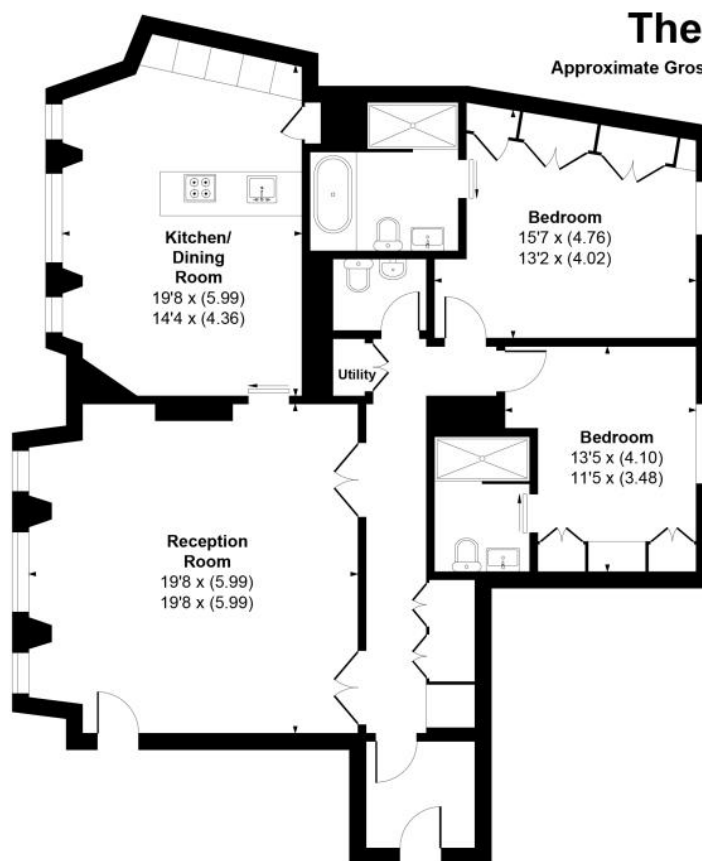 The
Approximate Gros
Kitchen/
Dining
Room
19'8 x (5.99)
14'4 x (4.36)
Bedroom
15'7 x (4.76)
13'2 x (4.02)
Utility
Bedroom
13'5 x (4.10)
11'5 x (3.48)
Reception
Room
19'8 x (5.99)
19'8 x (5.99)